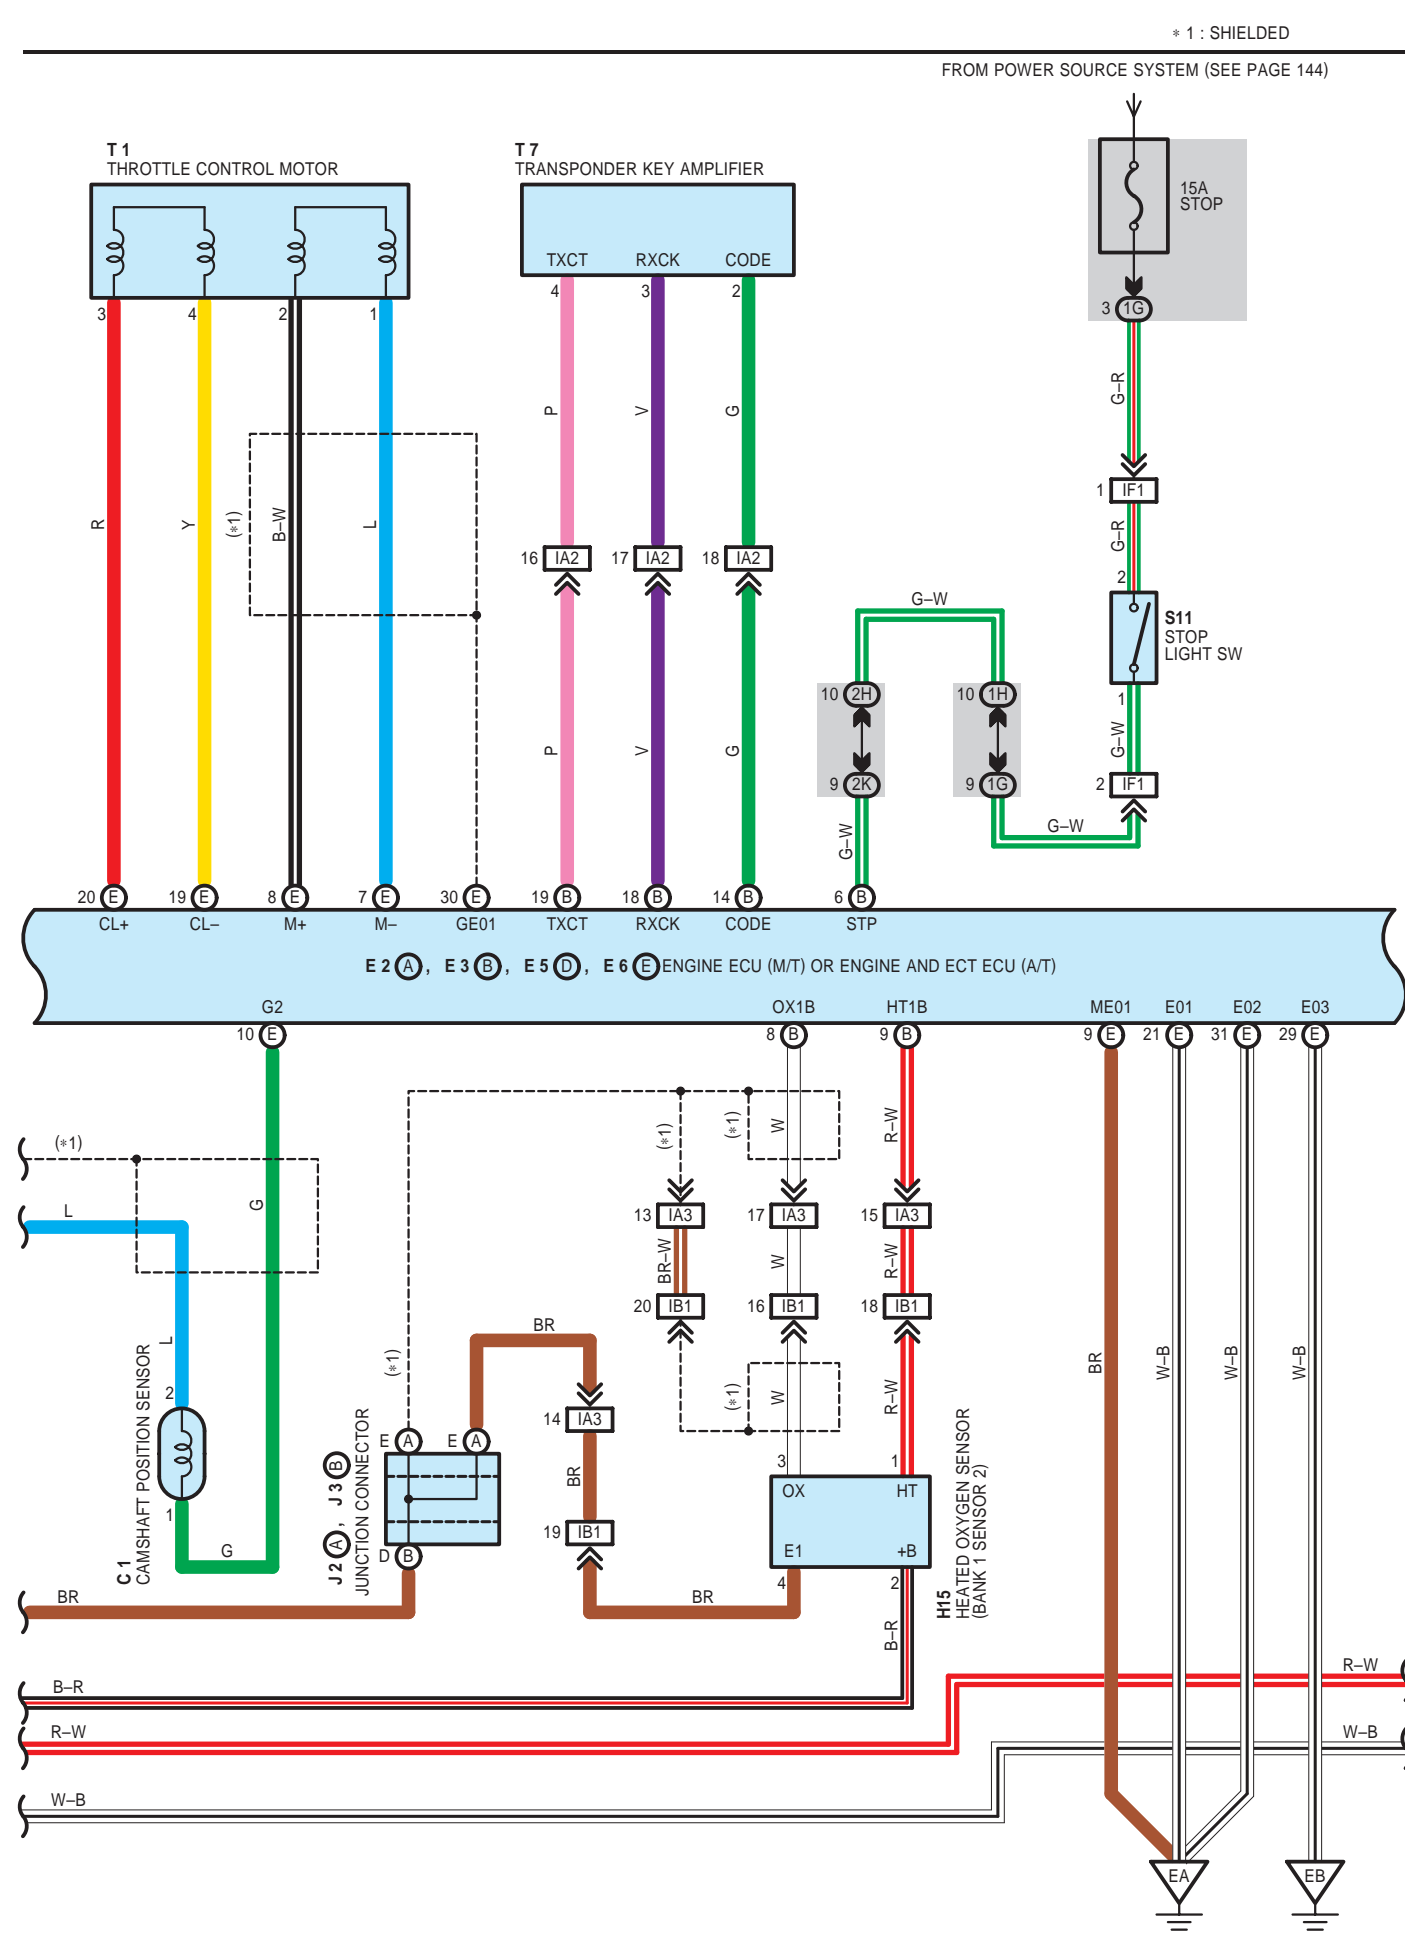 ∗ 1 : SHIELDED
FROM POWER SOURCE SYSTEM (SEE PAGE 144)
T 1
THROTTLE CONTROL MOTOR
T 7
TRANSPONDER KEY AMPLIFIER
15A
STOP
TXCT
RXCK
CODE
3
4
2
1
4
3
2
3 1G
G–R
P
V
G
1 IF1
R
Y
(∗1)
B–W
L
G–R
16 IA2
17 IA2
18 IA2
2
S11
STOP
LIGHT SW
G–W
10 2H
10 1H
1
P
V
G
G–W
9 2K
9 1G
2 IF1
G–W
G–W
20 E
19 E
8 E
7 E
30 E
19 B
18 B
14 B
6 B
CL+
CL–
M+
M–
GE01
TXCT
RXCK
CODE
STP
E 2 A , E 3 B , E 5 D , E 6 E ENGINE ECU (M/T) OR ENGINE AND ECT ECU (A/T)
G2
OX1B
HT1B
ME01
E01
E02
E03
10 E
8 B
9 B
9 E
21 E
31 E
29 E
(∗1)
(∗1)
(∗1)
W
R–W
L
G
13 IA3
17 IA3
15 IA3
BR–W
W
R–W
20 IB1
16 IB1
18 IB1
BR
L
(∗1)
(∗1)
W
R–W
BR
W–B
W–B
W–B
2
14 IA3
C 1
CAMSHAFT POSITION SENSOR
E A
E A
J 2 A , J 3 B
JUNCTION CONNECTOR
BR
3
1
OX
HT
1
19 IB1
G
D B
E1
+B
H15
HEATED OXYGEN SENSOR
(BANK 1 SENSOR 2)
4
2
BR
BR
B–R
B–R
R–W
R–W
W–B
W–B
EA
EB